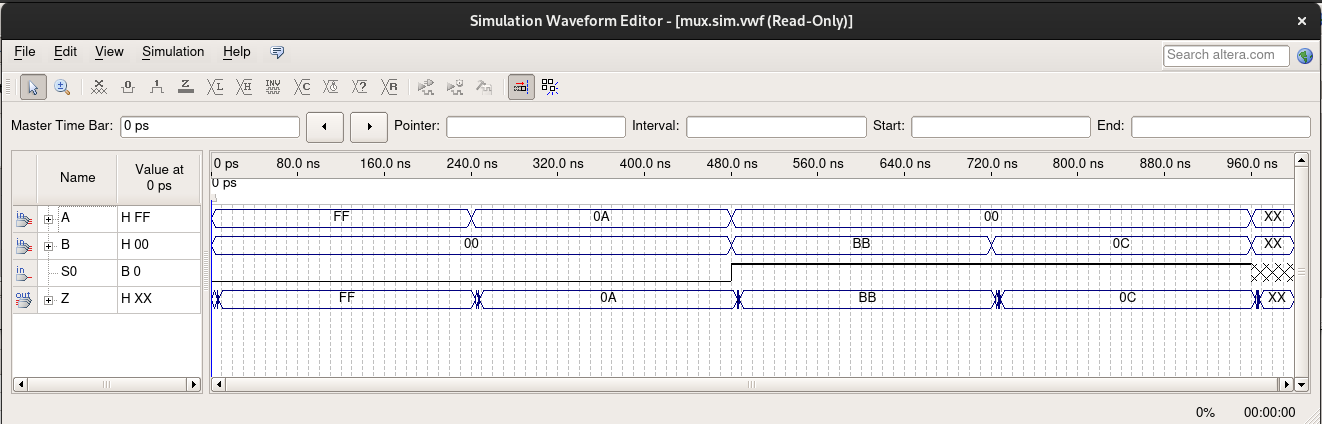 Simulation Waveform Editor - [mux.sim.vwf (Read-Only)]
File Edit View Simulation Help
Search altera.com
Master Time Bar: 0 ps Pointer: Interval: Start: End:
Name Value at 0 ps
0 ps 80.0 ns 160.0 ns 240.0 ns 320.0 ns 400.0 ns 480.0 ns 560.0 ns 640.0 ns 720.0 ns 800.0 ns 880.0 ns 960.0 ns
0 ps
in A H FF FF 0A 00 XX
in B H 00 00 BB 0C XX
in S0 B 0
out Z H XX FF 0A BB 0C XX
0% 00:00:00